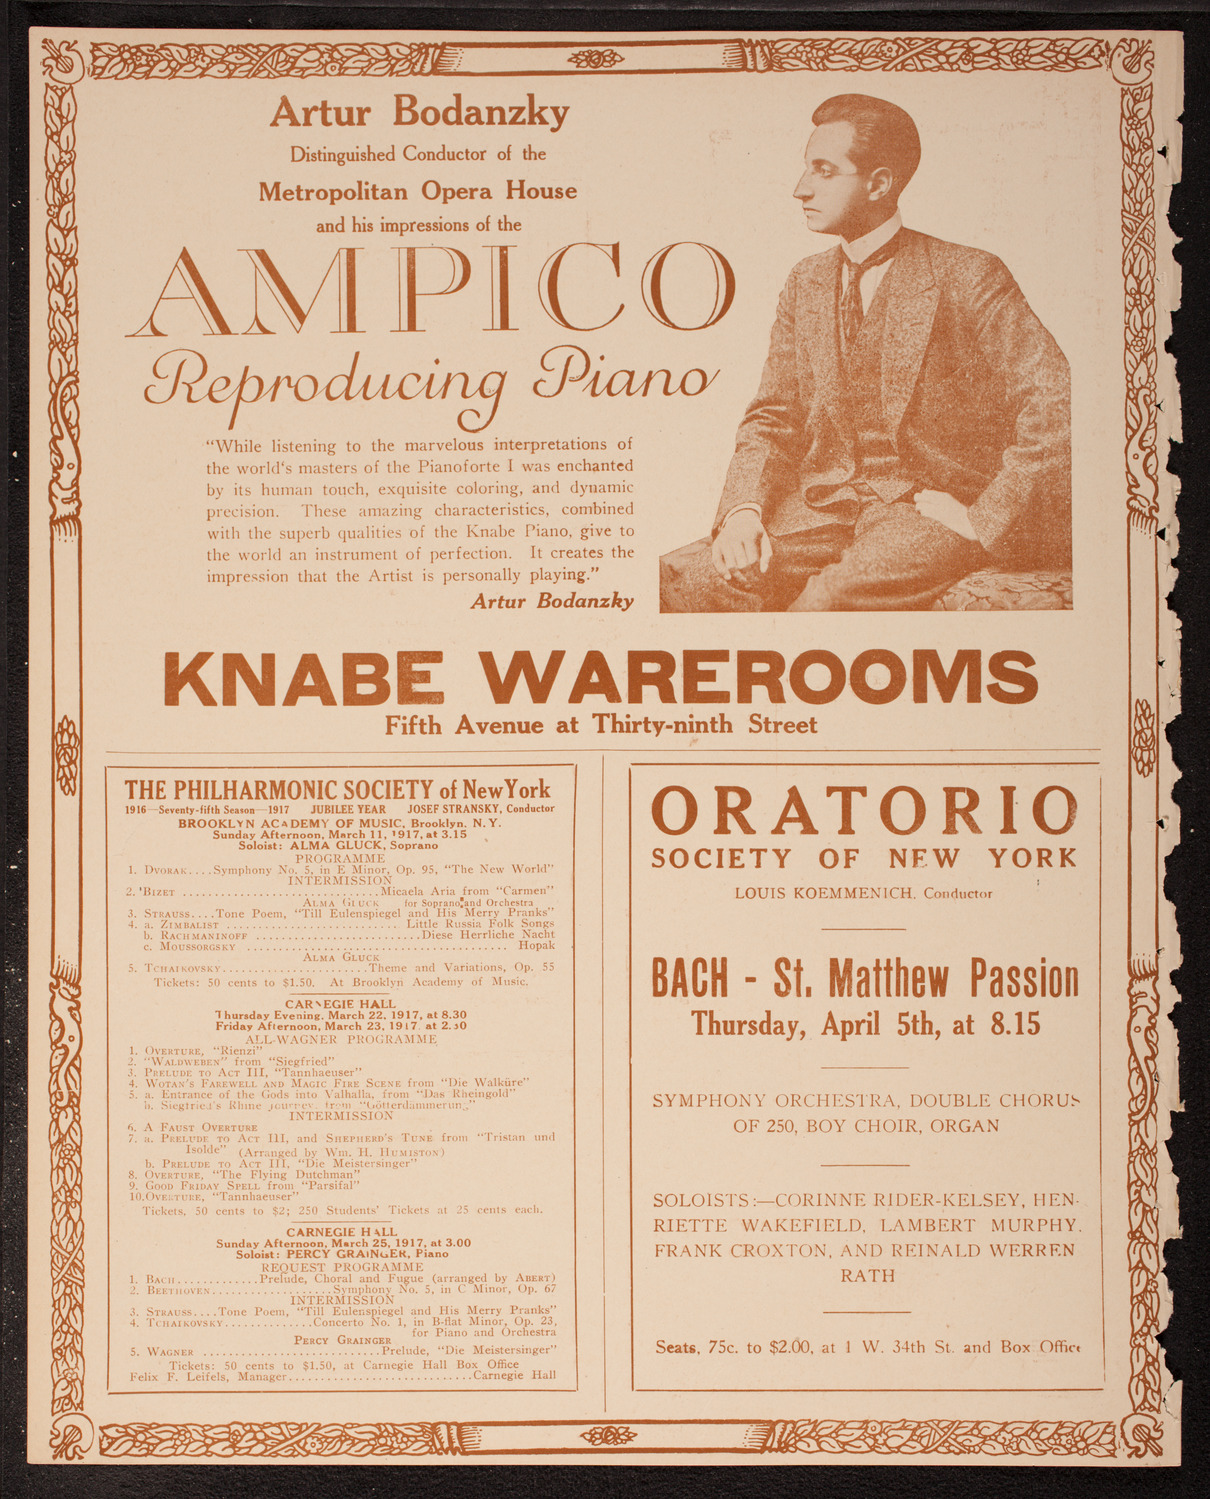 Artur Bodanzky
Distinguished Conductor of the
Metropolitan Opera House
and his impressions of the
AMPICO
Reproducing Piano
"While listening to the marvelous interpretations of
the world's masters of the Pianoforte I was enchanted
by its human touch, exquisite coloring, and dynamic
precision. These amazing characteristics, combined
with the superb qualities of the Knabe Piano, give to
the world an instrument of perfection. It creates the
impression that the Artist is personally playing."
Artur Bodanzky
KNABE WAREROOMS
Fifth Avenue at Thirty-ninth Street
THE PHILHARMONIC SOCIETY of New York
1916—Seventy-fifth Season—1917 JUBILEE YEAR JOSEF STRANSKY, Conductor
BROOKLYN ACADEMY OF MUSIC, Brooklyn, N. Y.
Sunday Afternoon, March 11, 1917, at 3.15
Soloist: ALMA GLUCK, Soprano
PROGRAMME
1. DVORAK....Symphony No. 5, in E Minor, Op. 95, "The New World"
INTERMISSION
2. BIZET ..............................Micaela Aria from "Carmen"
ALMA GLUCK for Soprano and Orchestra
3. STRAUSS....Tone Poem, "Till Eulenspiegel and His Merry Pranks"
4. a. ZIMBALIST .......................... Little Russia Folk Songs
b. RACHMANINOFF .........................Diese Herrliche Nacht
c. MOUSSORGSKY ........................................ Hopak
ALMA GLUCK
5. TCHAIKOVSKY......................Theme and Variations, Op. 55
Tickets: 50 cents to $1.50. At Brooklyn Academy of Music.
CARNEGIE HALL
Thursday Evening, March 22, 1917, at 8.30
Friday Afternoon, March 23, 1917, at 2.30
ALL-WAGNER PROGRAMME
1. OVERTURE, "Rienzi"
2. "WALDWEBEN" from "Siegfried"
3. PRELUDE TO ACT III, "Tannhaeuser"
4. WOTAN'S FAREWELL AND MAGIC FIRE SCENE from "Die Walküre"
5. a. Entrance of the Gods into Valhalla, from "Das Rheingold"
b. Siegfried's Rhine journey, from "Götterdammerung"
INTERMISSION
6. A FAUST OVERTURE
7. a. PRELUDE TO ACT III, and SHEPHERD'S TUNE from "Tristan und
Isolde" (Arranged by Wm. H. HUMISTON)
b. PRELUDE TO ACT III, "Die Meistersinger"
8. OVERTURE, "The Flying Dutchman"
9. GOOD FRIDAY SPELL from "Parsifal"
10. OVERTURE, "Tannhaeuser"
Tickets, 50 cents to $2; 250 Students' Tickets at 25 cents each.
CARNEGIE HALL
Sunday Afternoon, March 25, 1917, at 3.00
Soloist: PERCY GRAINGER, Piano
REQUEST PROGRAMME
1. BACH............Prelude, Choral and Fugue (arranged by ABERT)
2. BEETHOVEN..................Symphony No. 5, in C Minor, Op. 67
INTERMISSION
3. STRAUSS....Tone Poem, "Till Eulenspiegel and His Merry Pranks"
4. TCHAIKOVSKY.............Concerto No. 1, in B-flat Minor, Op. 23,
for Piano and Orchestra
PERCY GRAINGER
5. WAGNER ...........................Prelude, "Die Meistersinger"
Tickets: 50 cents to $1.50, at Carnegie Hall Box Office
Felix F. Leifels, Manager............................Carnegie Hall
ORATORIO
SOCIETY OF NEW YORK
LOUIS KOEMMENICH, Conductor
BACH - St. Matthew Passion
Thursday, April 5th, at 8.15
SYMPHONY ORCHESTRA, DOUBLE CHORUS
OF 250, BOY CHOIR, ORGAN
SOLOISTS:—CORINNE RIDER-KELSEY, HEN-
RIETTE WAKEFIELD, LAMBERT MURPHY,
FRANK CROXTON, AND REINALD WERREN
RATH
Seats, 75c. to $2.00, at 1 W. 34th St. and Box Office